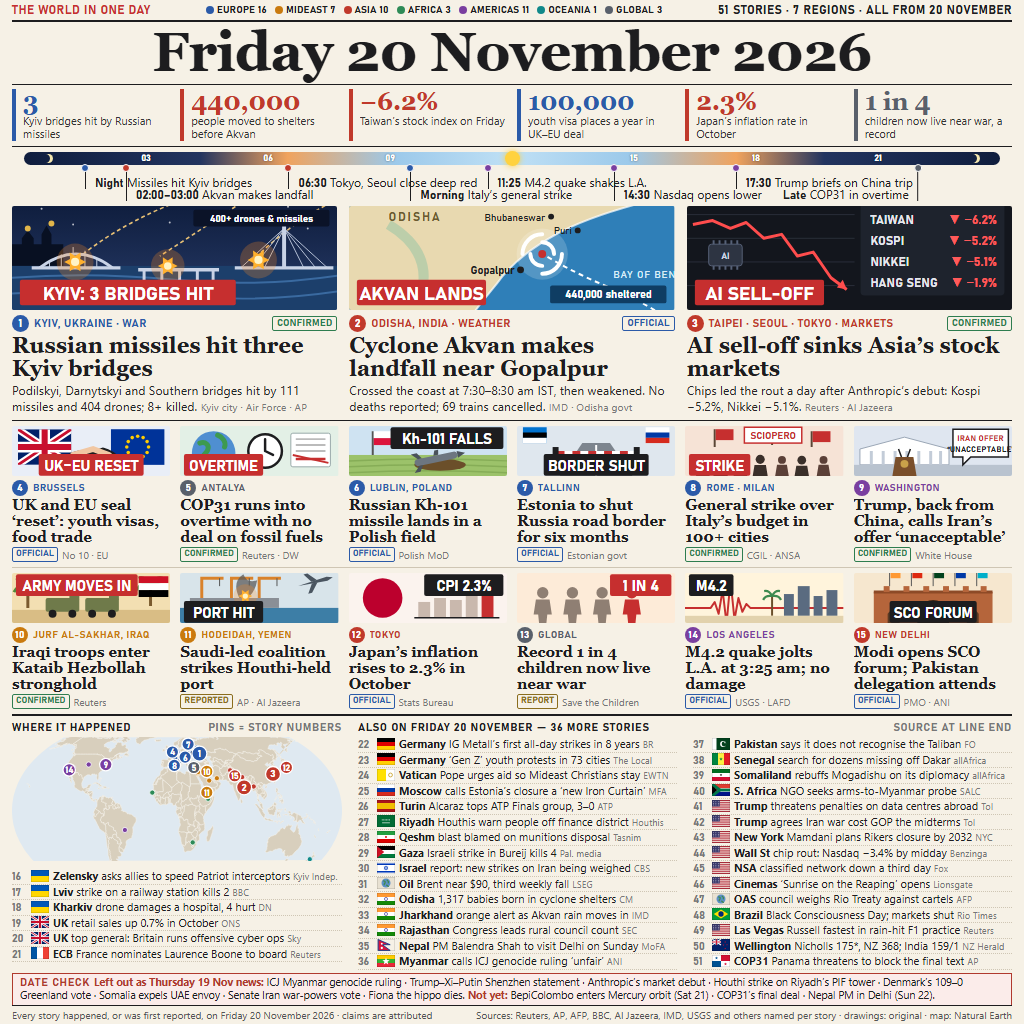 THE WORLD IN ONE DAY
EUROPE 16 MIDEAST 7 ASIA 10 AFRICA 3 AMERICAS 11 OCEANIA 1 GLOBAL 3
51 STORIES · 7 REGIONS · ALL FROM 20 NOVEMBER
Friday 20 November 2026
3
Kyiv bridges hit by Russian
missiles
440,000
people moved to shelters
before Akvan
−6.2%
Taiwan's stock index on Friday
100,000
youth visa places a year in
UK–EU deal
2.3%
Japan's inflation rate in
October
1 in 4
children now live near war, a
record
03 06 09 15 18 21
Night Missiles hit Kyiv bridges
06:30 Tokyo, Seoul close deep red
11:25 M4.2 quake shakes L.A.
17:30 Trump briefs on China trip
02:00–03:00 Akvan makes landfall
Morning Italy's general strike
14:30 Nasdaq opens lower
Late COP31 in overtime
400+ drones & missiles
KYIV: 3 BRIDGES HIT
ODISHA
Bhubaneswar
Puri
Gopalpur
BAY OF BEN
440,000 sheltered
AKVAN LANDS
AI
TAIWAN ▼ −6.2%
KOSPI ▼ −5.2%
NIKKEI ▼ −5.1%
HANG SENG ▼ −1.9%
AI SELL-OFF
1 KYIV, UKRAINE · WAR CONFIRMED
Russian missiles hit three
Kyiv bridges
Podilskyi, Darnytskyi and Southern bridges hit by 111
missiles and 404 drones; 8+ killed. Kyiv city · Air Force · AP
2 ODISHA, INDIA · WEATHER OFFICIAL
Cyclone Akvan makes
landfall near Gopalpur
Crossed the coast at 7:30–8:30 am IST, then weakened. No
deaths reported; 69 trains cancelled. IMD · Odisha govt
3 TAIPEI · SEOUL · TOKYO · MARKETS CONFIRMED
AI sell-off sinks Asia's stock
markets
Chips led the rout a day after Anthropic's debut: Kospi
−5.2%, Nikkei −5.1%. Reuters · Al Jazeera
UK–EU RESET
4 BRUSSELS
UK and EU seal
'reset': youth visas,
food trade
OFFICIAL No 10 · EU
OVERTIME
5 ANTALYA
COP31 runs into
overtime with no
deal on fossil fuels
CONFIRMED Reuters · DW
Kh-101 FALLS
6 LUBLIN, POLAND
Russian Kh-101
missile lands in a
Polish field
OFFICIAL Polish MoD
BORDER SHUT
7 TALLINN
Estonia to shut
Russia road border
for six months
OFFICIAL Estonian govt
SCIOPERO
STRIKE
8 ROME · MILAN
General strike over
Italy's budget in
100+ cities
CONFIRMED CGIL · ANSA
IRAN OFFER
UNACCEPTABLE
9 WASHINGTON
Trump, back from
China, calls Iran's
offer 'unacceptable'
CONFIRMED White House
ARMY MOVES IN
10 JURF AL-SAKHAR, IRAQ
Iraqi troops enter
Kataib Hezbollah
stronghold
CONFIRMED Reuters
PORT HIT
11 HODEIDAH, YEMEN
Saudi-led coalition
strikes Houthi-held
port
REPORTED AP · Al Jazeera
CPI 2.3%
12 TOKYO
Japan's inflation
rises to 2.3% in
October
OFFICIAL Stats Bureau
1 IN 4
13 GLOBAL
Record 1 in 4
children now live
near war
REPORT Save the Children
M4.2
14 LOS ANGELES
M4.2 quake jolts
L.A. at 3:25 am; no
damage
OFFICIAL USGS · LAFD
SCO FORUM
15 NEW DELHI
Modi opens SCO
forum; Pakistan
delegation attends
OFFICIAL PMO · ANI
WHERE IT HAPPENED PINS = STORY NUMBERS
14 9 7 4 6 1 8 5 10 11 15 2 3 12
16 Zelensky asks allies to speed Patriot interceptors Kyiv Indep.
17 Lviv strike on a railway station kills 2 BBC
18 Kharkiv drone damages a hospital, 4 hurt DN
19 UK retail sales up 0.7% in October ONS
20 UK top general: Britain runs offensive cyber ops Sky
21 ECB France nominates Laurence Boone to board Reuters
ALSO ON FRIDAY 20 NOVEMBER — 36 MORE STORIES SOURCE AT LINE END
22 Germany IG Metall's first all-day strikes in 8 years BR
23 Germany 'Gen Z' youth protests in 73 cities The Local
24 Vatican Pope urges aid so Mideast Christians stay EWTN
25 Moscow calls Estonia's closure a 'new Iron Curtain' MFA
26 Turin Alcaraz tops ATP Finals group, 3–0 ATP
27 Riyadh Houthis warn people off finance district Houthis
28 Qeshm blast blamed on munitions disposal Tasnim
29 Gaza Israeli strike in Bureij kills 4 Pal. media
30 Israel report: new strikes on Iran being weighed CBS
31 Oil Brent near $90, third weekly fall LSEG
32 Odisha 1,317 babies born in cyclone shelters CM
33 Jharkhand orange alert as Akvan rain moves in IMD
34 Rajasthan Congress leads rural council count SEC
35 Nepal PM Balendra Shah to visit Delhi on Sunday MoFA
36 Myanmar calls ICJ genocide ruling 'unfair' ANI
37 Pakistan says it does not recognise the Taliban FO
38 Senegal search for dozens missing off Dakar allAfrica
39 Somaliland rebuffs Mogadishu on its diplomacy allAfrica
40 S. Africa NGO seeks arms-to-Myanmar probe SALC
41 Trump threatens penalties on data centres abroad ToI
42 Trump agrees Iran war cost GOP the midterms ToI
43 New York Mamdani plans Rikers closure by 2032 NYC
44 Wall St chip rout: Nasdaq −3.4% by midday Benzinga
45 NSA classified network down a third day Fox
46 Cinemas 'Sunrise on the Reaping' opens Lionsgate
47 OAS council weighs Rio Treaty against cartels AFP
48 Brazil Black Consciousness Day; markets shut Rio Times
49 Las Vegas Russell fastest in rain-hit F1 practice Reuters
50 Wellington Nicholls 175*, NZ 368; India 159/1 NZ Herald
51 COP31 Panama threatens to block the final text AP
DATE CHECK Left out as Thursday 19 Nov news: ICJ Myanmar genocide ruling · Trump–Xi–Putin Shenzhen statement · Anthropic's market debut · Houthi strike on Riyadh's PIF tower · Denmark's 109–0
Greenland vote · Somalia expels UAE envoy · Senate Iran war-powers vote · Fiona the hippo dies. Not yet: BepiColombo enters Mercury orbit (Sat 21) · COP31's final deal · Nepal PM in Delhi (Sun 22).
Every story happened, or was first reported, on Friday 20 November 2026 · claims are attributed
Sources: Reuters, AP, AFP, BBC, Al Jazeera, IMD, USGS and others named per story · drawings: original · map: Natural Earth